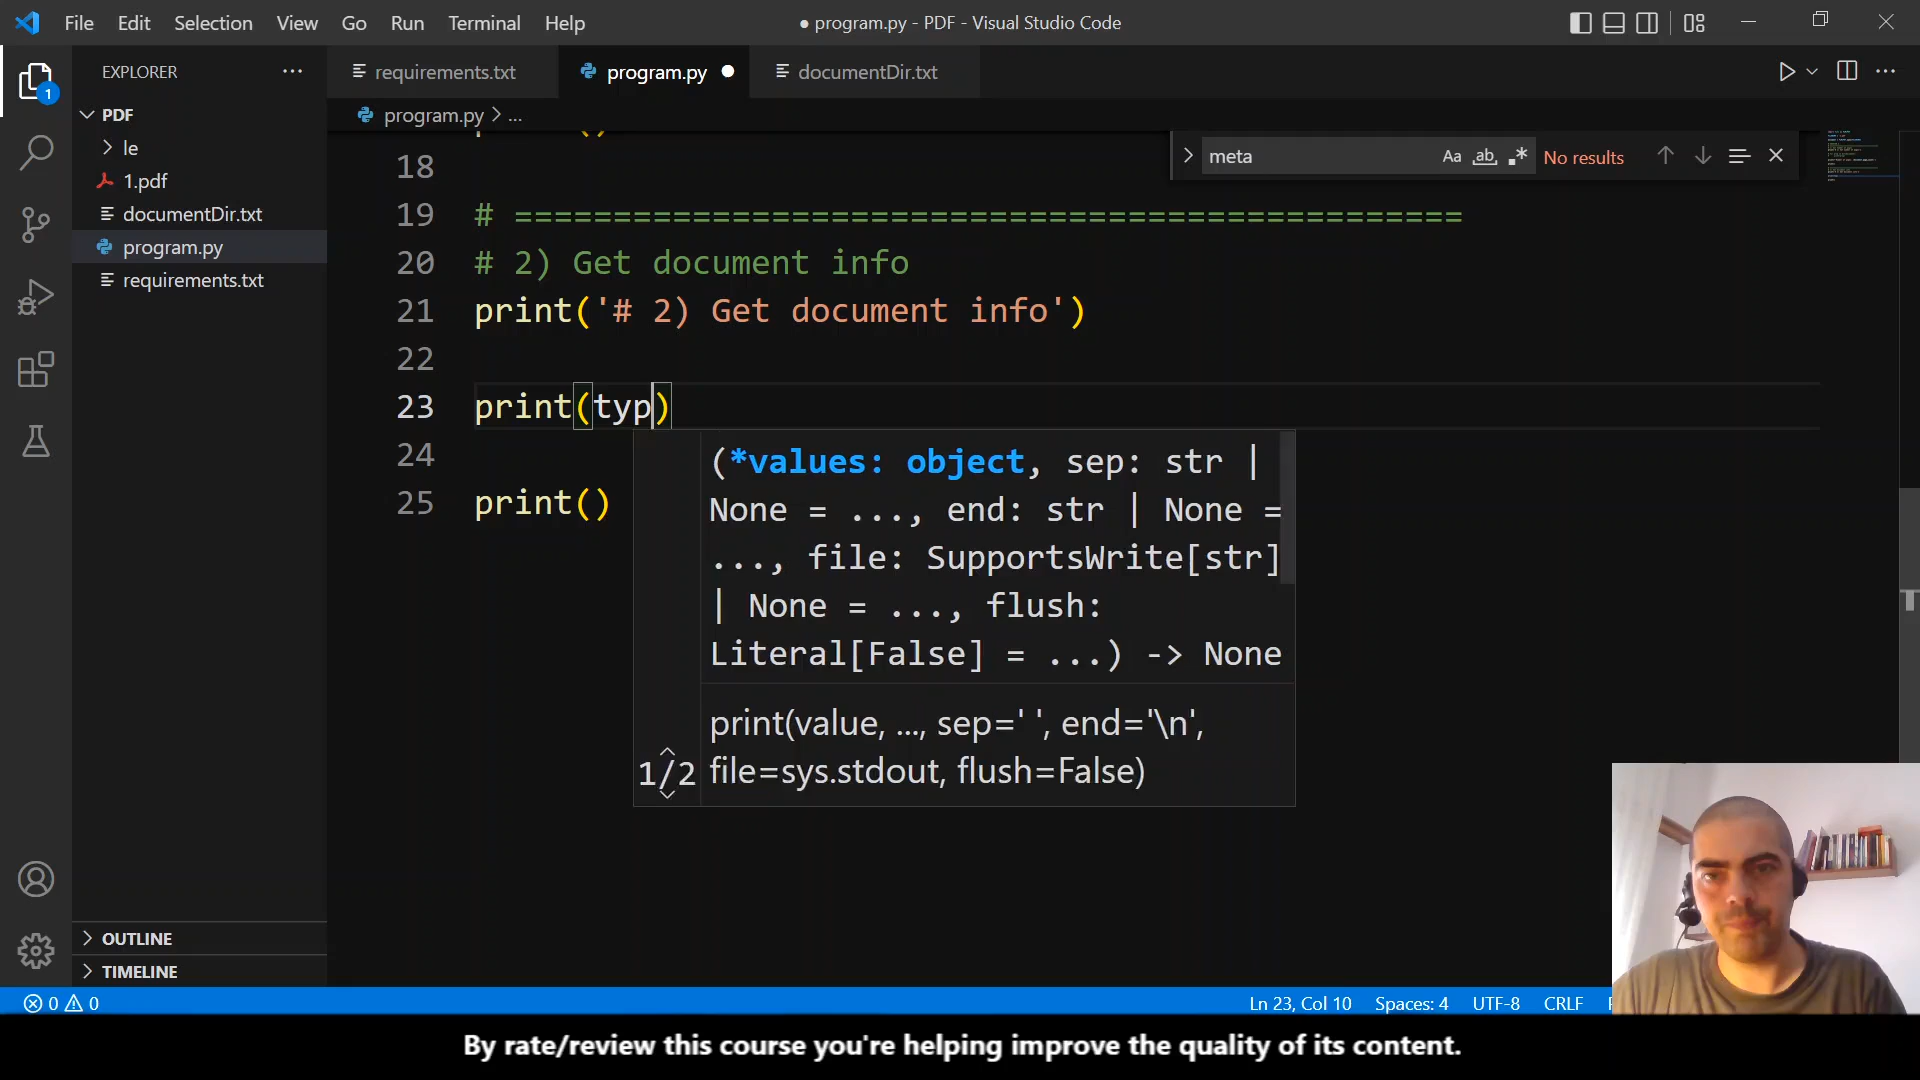 File Edit Selection View Go Run Terminal Help
● program.py - PDF - Visual Studio Code
EXPLORER
requirements.txt
program.py
documentDir.txt
1
PDF
le
1.pdf
documentDir.txt
program.py
requirements.txt
OUTLINE
TIMELINE
program.py > ...
meta
Aa ab .*
No results
18
19 # ================================================
20 # 2) Get document info
21 print('# 2) Get document info')
22
23 print(typ)
24
25 print()
(*values: object, sep: str |
None = ..., end: str | None =
..., file: SupportsWrite[str]
| None = ..., flush:
Literal[False] = ...) -> None
1/2
print(value, ..., sep=' ', end='\n',
file=sys.stdout, flush=False)
0 0
Ln 23, Col 10 Spaces: 4 UTF-8 CRLF
By rate/review this course you're helping improve the quality of its content.